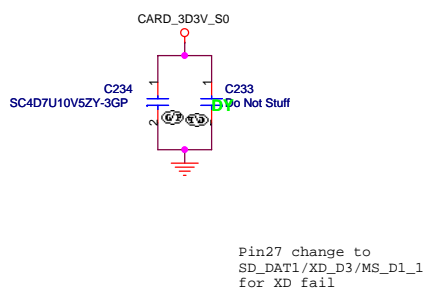 CARD_3D3V_S0
C234
SC4D7U10V5ZY-3GP
1
2
C233
Do Not Stuff
DY
1
2
G/P
T/D
Pin27 change to
SD_DAT1/XD_D3/MS_D1_1
for XD fail